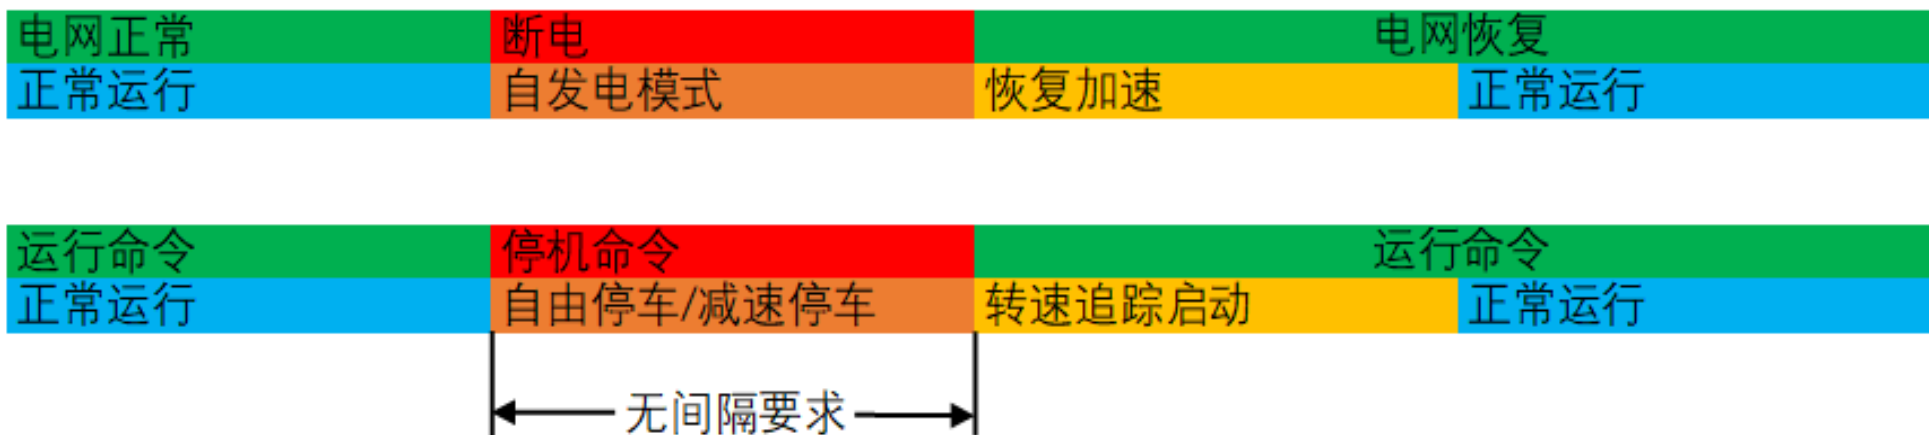 电网正常 断电 电网恢复
正常运行 自发电模式 恢复加速 正常运行
运行命令 停机命令 运行命令
正常运行 自由停车/减速停车 转速追踪启动 正常运行
无间隔要求